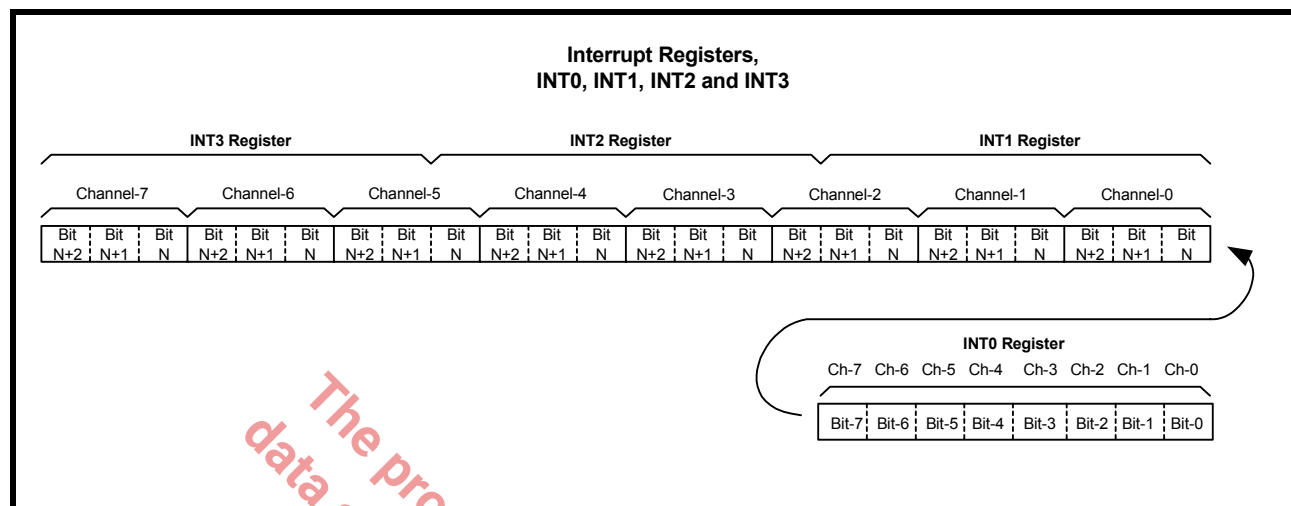 Interrupt Registers,
INT0, INT1, INT2 and INT3
INT3 Register INT2 Register INT1 Register
Channel-7 Channel-6 Channel-5 Channel-4 Channel-3 Channel-2 Channel-1 Channel-0
Bit Bit Bit Bit Bit Bit Bit Bit Bit Bit Bit Bit Bit Bit Bit Bit Bit Bit Bit Bit Bit Bit Bit Bit
N+2 N+1 N N+2 N+1 N N+2 N+1 N N+2 N+1 N N+2 N+1 N N+2 N+1 N N+2 N+1 N N+2 N+1 N
INT0 Register
Ch-7 Ch-6 Ch-5 Ch-4 Ch-3 Ch-2 Ch-1 Ch-0
Bit-7 Bit-6 Bit-5 Bit-4 Bit-3 Bit-2 Bit-1 Bit-0
The
data